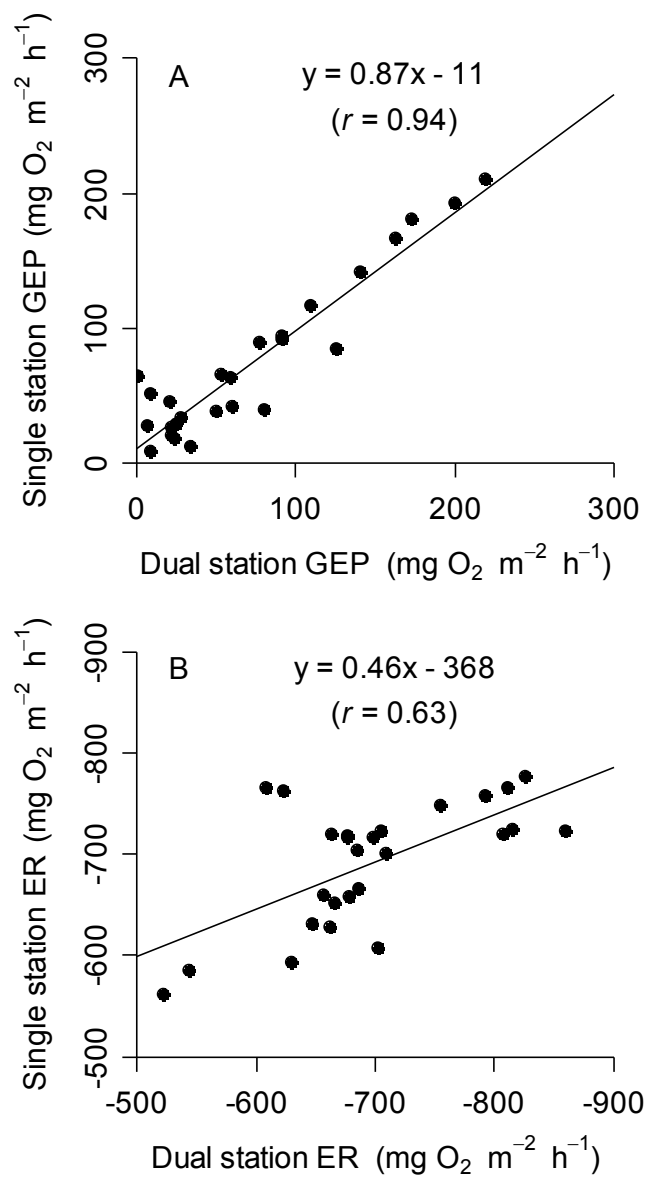 A
y = 0.87x - 11
(r = 0.94)
300
200
100
0
Single station GEP (mg O₂ m⁻² h⁻¹)
0 100 200 300
Dual station GEP (mg O₂ m⁻² h⁻¹)
B
y = 0.46x - 368
(r = 0.63)
-900
-800
-700
-600
-500
Single station ER (mg O₂ m⁻² h⁻¹)
-500 -600 -700 -800 -900
Dual station ER (mg O₂ m⁻² h⁻¹)